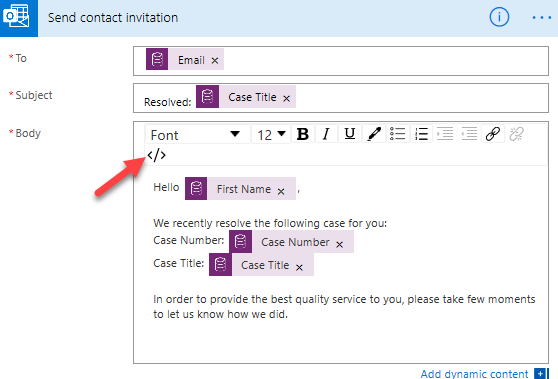 Send contact invitation
* To
Email ×
* Subject
Resolved: Case Title ×
* Body
Font 12 B I U
</>
Hello First Name × ,
We recently resolve the following case for you:
Case Number: Case Number ×
Case Title: Case Title ×
In order to provide the best quality service to you, please take few moments
to let us know how we did.
Add dynamic content